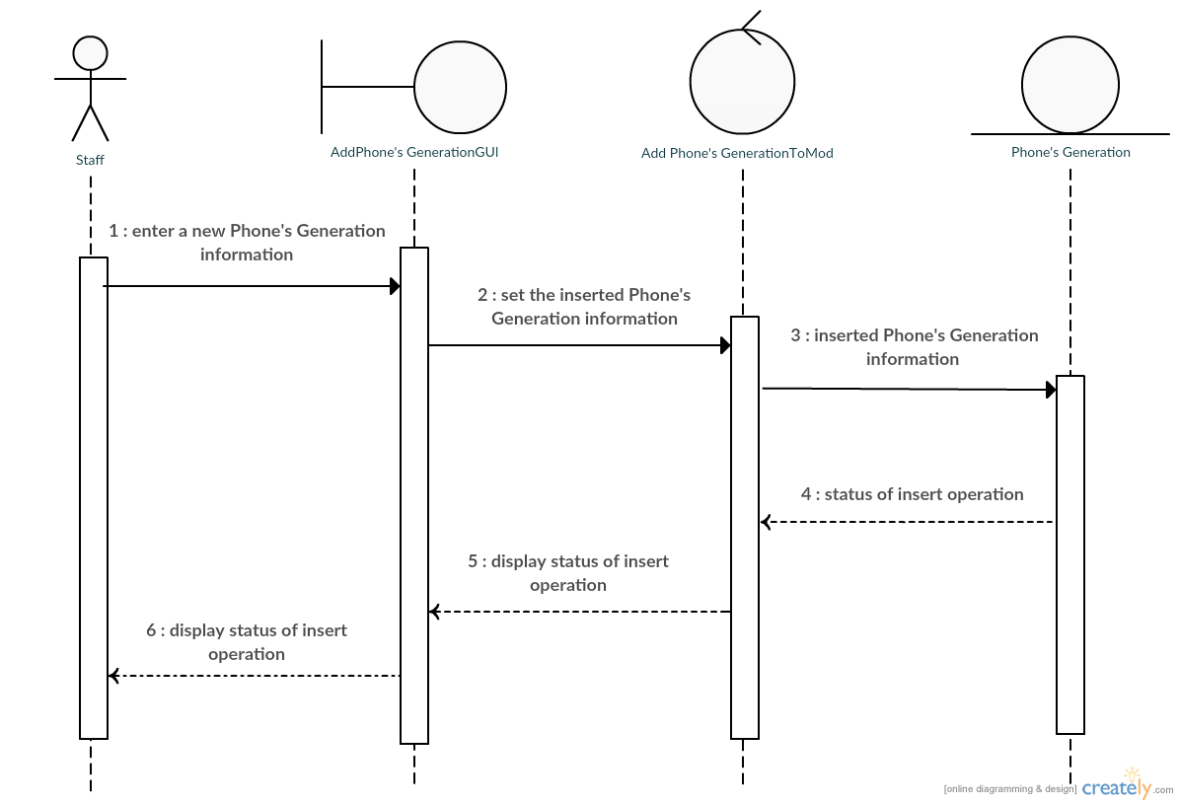 Staff
AddPhone's GenerationGUI
Add Phone's GenerationToMod
Phone's Generation
1 : enter a new Phone's Generation
information
2 : set the inserted Phone's
Generation information
3 : inserted Phone's Generation
information
4 : status of insert operation
5 : display status of insert
operation
6 : display status of insert
operation
[online diagramming & design] creately.com